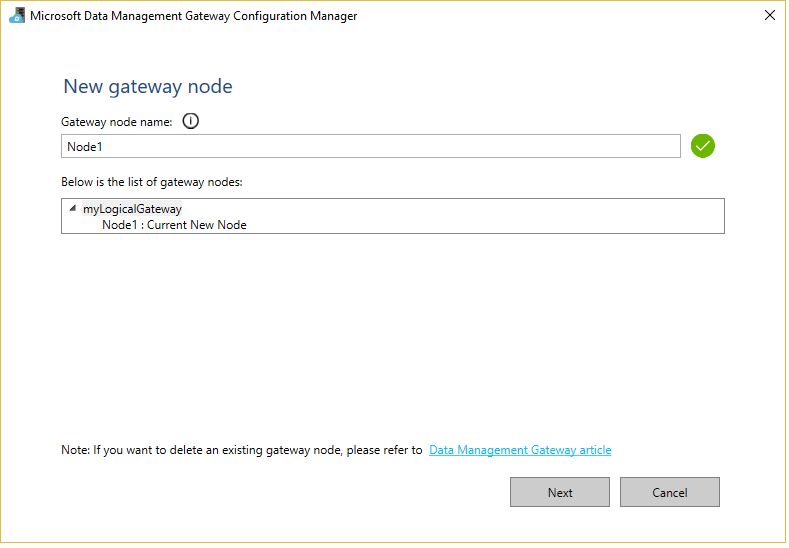 Microsoft Data Management Gateway Configuration Manager
New gateway node
Gateway node name:
Node1
Below is the list of gateway nodes:
myLogicalGateway
Node1 : Current New Node
Note: If you want to delete an existing gateway node, please refer to Data Management Gateway article
Next Cancel